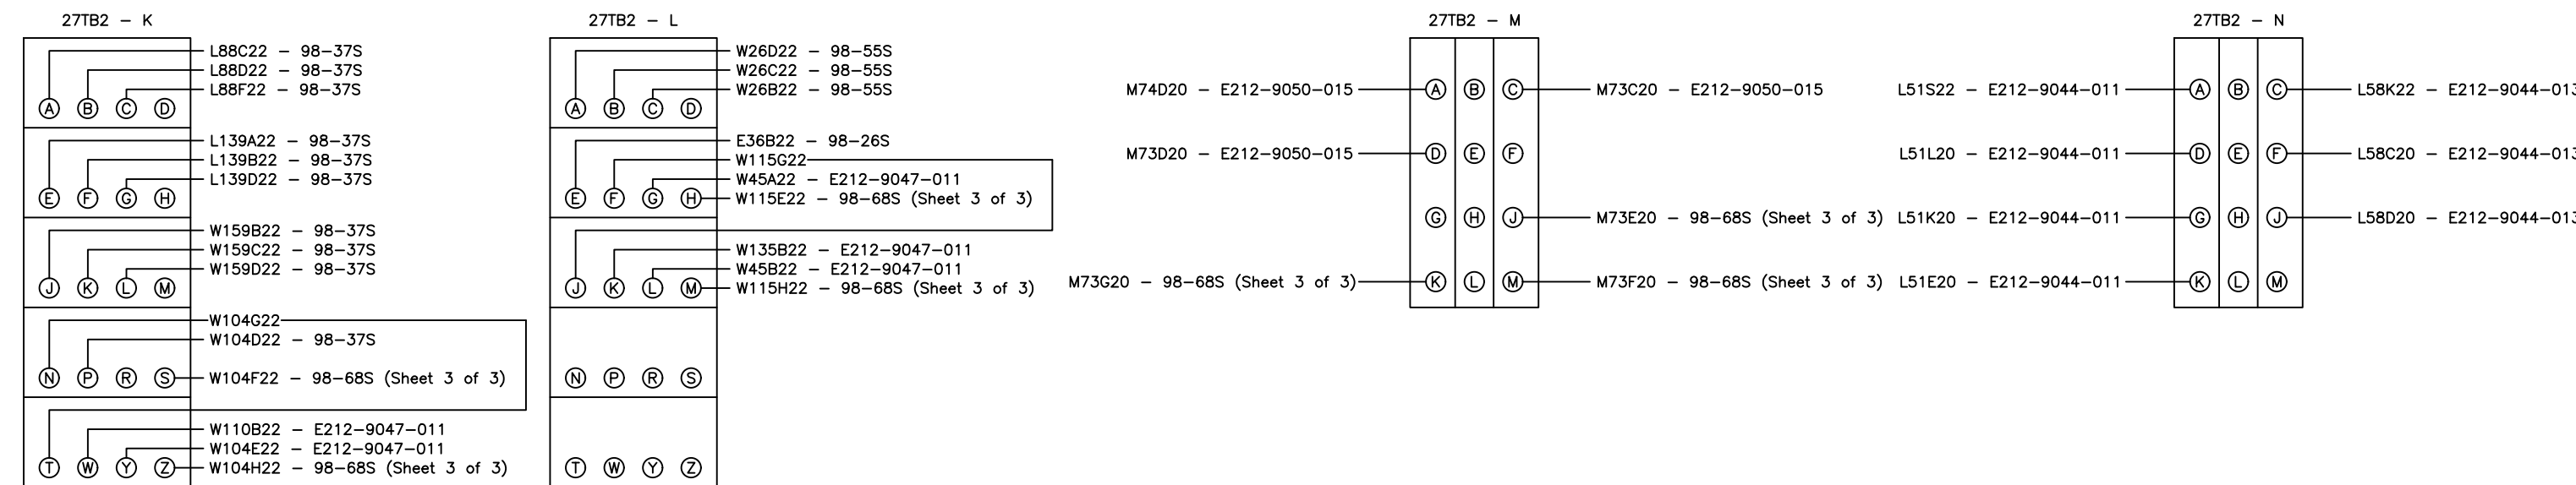 27TB2 - K
L88C22 - 98-37S
L88D22 - 98-37S
L88F22 - 98-37S
A B C D
L139A22 - 98-37S
L139B22 - 98-37S
L139D22 - 98-37S
E F G H
W159B22 - 98-37S
W159C22 - 98-37S
W159D22 - 98-37S
J K L M
W104G22
W104D22 - 98-37S
N P R S W104F22 - 98-68S (Sheet 3 of 3)
W110B22 - E212-9047-011
W104E22 - E212-9047-011
T W Y Z W104H22 - 98-68S (Sheet 3 of 3)
27TB2 - L
W26D22 - 98-55S
W26C22 - 98-55S
W26B22 - 98-55S
A B C D
E36B22 - 98-26S
W115G22
W45A22 - E212-9047-011
E F G H W115E22 - 98-68S (Sheet 3 of 3)
W135B22 - E212-9047-011
W45B22 - E212-9047-011
J K L M W115H22 - 98-68S (Sheet 3 of 3)
N P R S
T W Y Z
27TB2 - M
M74D20 - E212-9050-015 A B C M73C20 - E212-9050-015
M73D20 - E212-9050-015 D E F
G H J M73E20 - 98-68S (Sheet 3 of 3)
M73G20 - 98-68S (Sheet 3 of 3) K L M M73F20 - 98-68S (Sheet 3 of 3)
27TB2 - N
L51S22 - E212-9044-011 A B C L58K22 - E212-9044-013
L51L20 - E212-9044-011 D E F L58C20 - E212-9044-013
L51K20 - E212-9044-011 G H J L58D20 - E212-9044-013
L51E20 - E212-9044-011 K L M